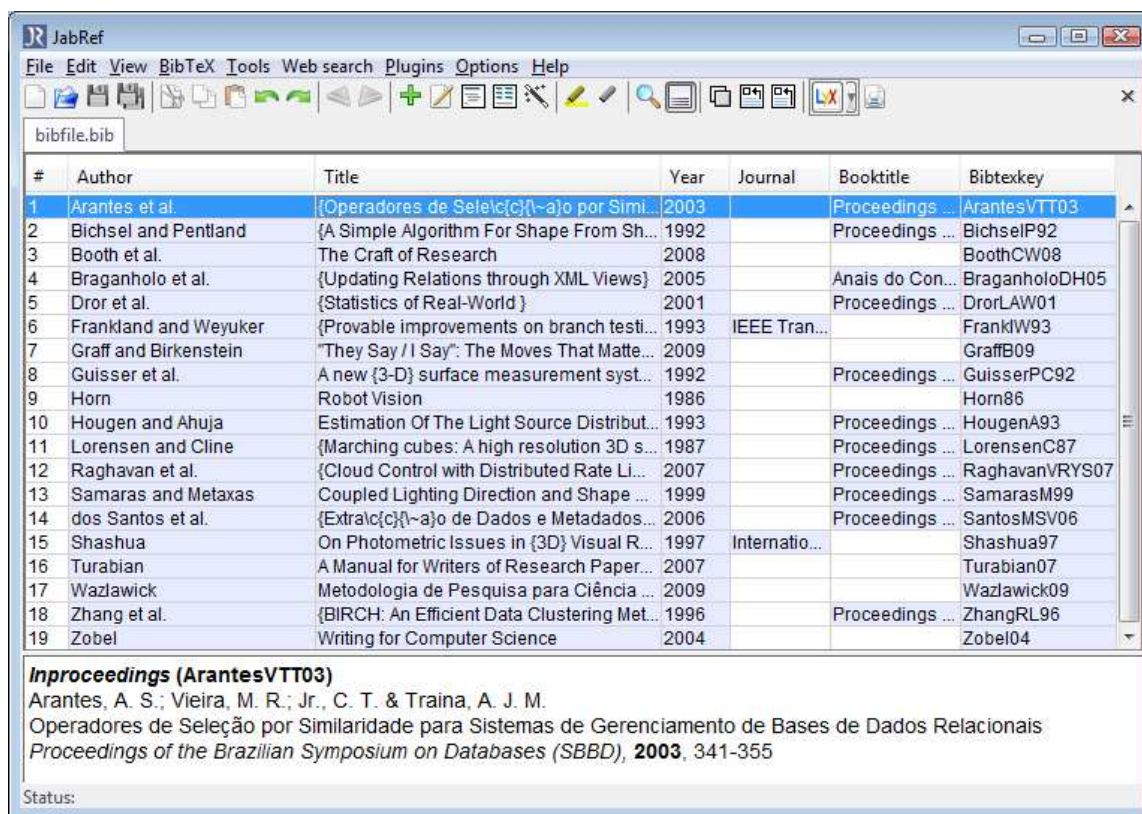 JabRef
File Edit View BibTeX Tools Web search Plugins Options Help
bibfile.bib
# Author Title Year Journal Booktitle Bibtexkey
1 Arantes et al. {Operadores de Sele\c{c}{\~a}o por Simi... 2003 Proceedings ... ArantesVTT03
2 Bichsel and Pentland {A Simple Algorithm For Shape From Sh... 1992 Proceedings ... BichselP92
3 Booth et al. The Craft of Research 2008 BoothCW08
4 Braganholo et al. {Updating Relations through XML Views} 2005 Anais do Con... BraganholoDH05
5 Dror et al. {Statistics of Real-World } 2001 Proceedings ... DrorLAW01
6 Frankland and Weyuker {Provable improvements on branch testi... 1993 IEEE Tran... FranklW93
7 Graff and Birkenstein "They Say / I Say": The Moves That Matte... 2009 GraffB09
8 Guisser et al. A new {3-D} surface measurement syst... 1992 Proceedings ... GuisserPC92
9 Horn Robot Vision 1986 Horn86
10 Hougen and Ahuja Estimation Of The Light Source Distribut... 1993 Proceedings ... HougenA93
11 Lorensen and Cline {Marching cubes: A high resolution 3D s... 1987 Proceedings ... LorensenC87
12 Raghavan et al. {Cloud Control with Distributed Rate Li... 2007 Proceedings ... RaghavanVRYS07
13 Samaras and Metaxas Coupled Lighting Direction and Shape ... 1999 Proceedings ... SamarasM99
14 dos Santos et al. {Extra\c{c}{\~a}o de Dados e Metadados... 2006 Proceedings ... SantosMSV06
15 Shashua On Photometric Issues in {3D} Visual R... 1997 Internatio... Shashua97
16 Turabian A Manual for Writers of Research Paper... 2007 Turabian07
17 Wazlawick Metodologia de Pesquisa para Ciência ... 2009 Wazlawick09
18 Zhang et al. {BIRCH: An Efficient Data Clustering Met... 1996 Proceedings ... ZhangRL96
19 Zobel Writing for Computer Science 2004 Zobel04
Inproceedings (ArantesVTT03)
Arantes, A. S.; Vieira, M. R.; Jr., C. T. & Traina, A. J. M.
Operadores de Seleção por Similaridade para Sistemas de Gerenciamento de Bases de Dados Relacionais
Proceedings of the Brazilian Symposium on Databases (SBBD), 2003, 341-355
Status: